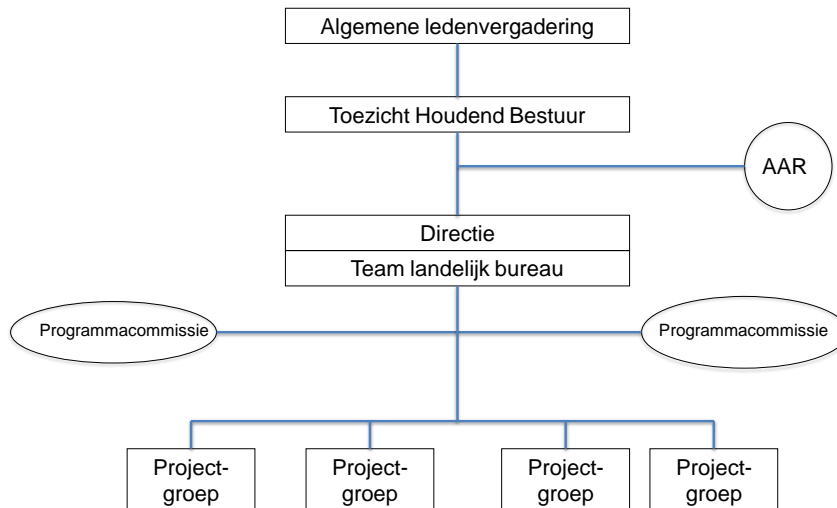 Algemene ledenvergadering
Toezicht Houdend Bestuur
AAR
Directie
Team landelijk bureau
Programmacommissie
Programmacommissie
Project-
groep
Project-
groep
Project-
groep
Project-
groep